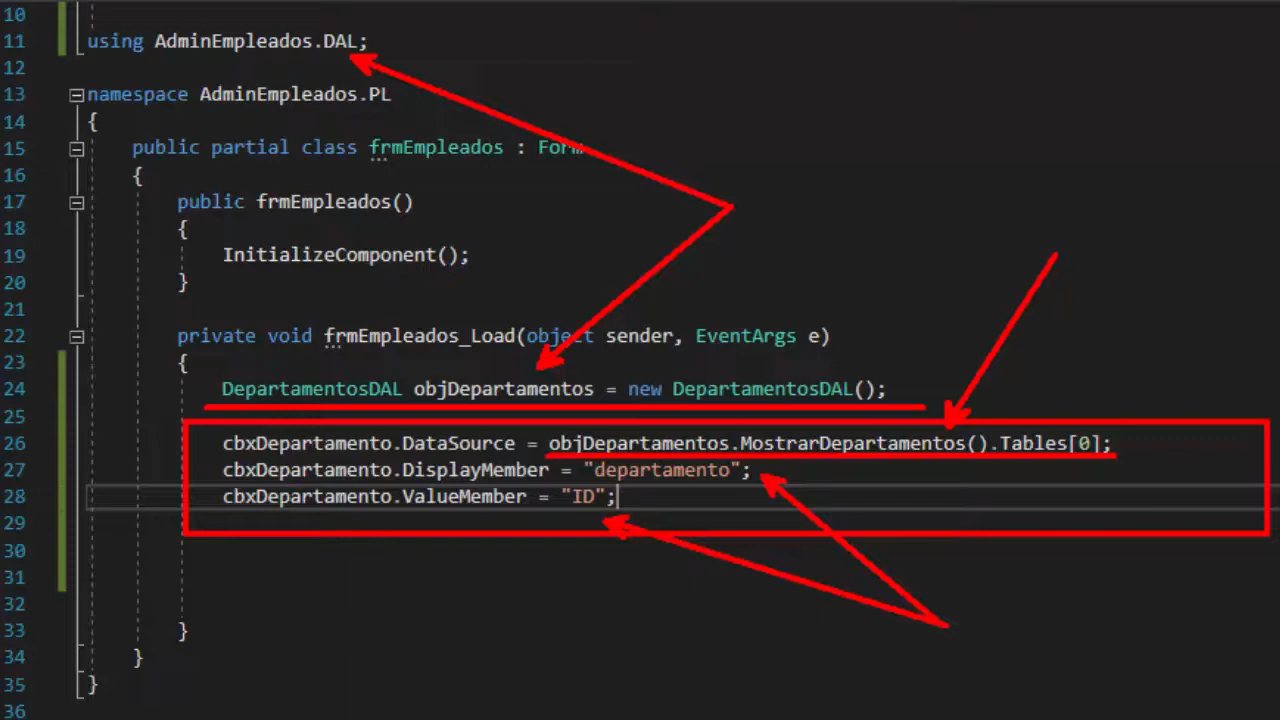 10
11 using AdminEmpleados.DAL;
12
13 namespace AdminEmpleados.PL
14 {
15 public partial class frmEmpleados : Form
16 {
17 public frmEmpleados()
18 {
19 InitializeComponent();
20 }
21
22 private void frmEmpleados_Load(object sender, EventArgs e)
23 {
24 DepartamentosDAL objDepartamentos = new DepartamentosDAL();
25
26 cbxDepartamento.DataSource = objDepartamentos.MostrarDepartamentos().Tables[0];
27 cbxDepartamento.DisplayMember = "departamento";
28 cbxDepartamento.ValueMember = "ID";
29
30
31
32
33 }
34 }
35 }
36